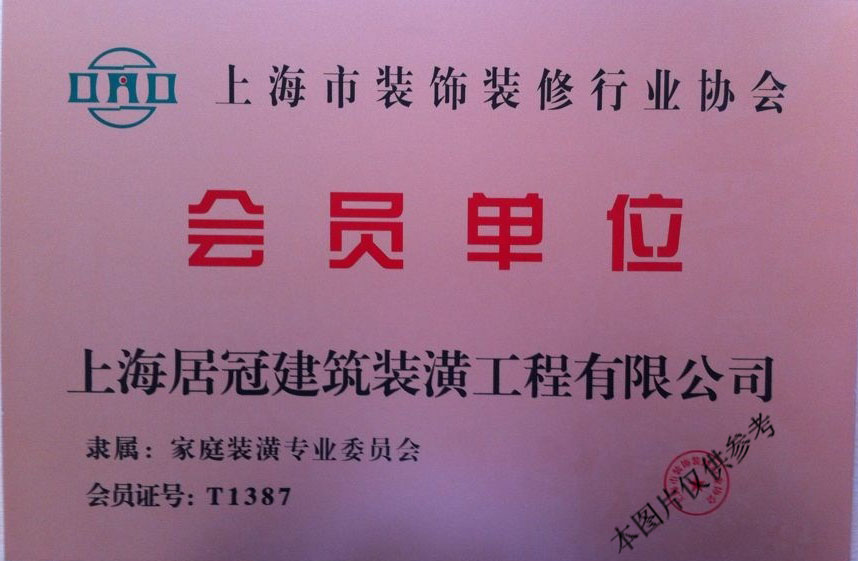 上海市装饰装修行业协会
会员单位
上海居冠建筑装潢工程有限公司
隶属：家庭装潢专业委员会
会员证号：T1387
本图片仅供参考